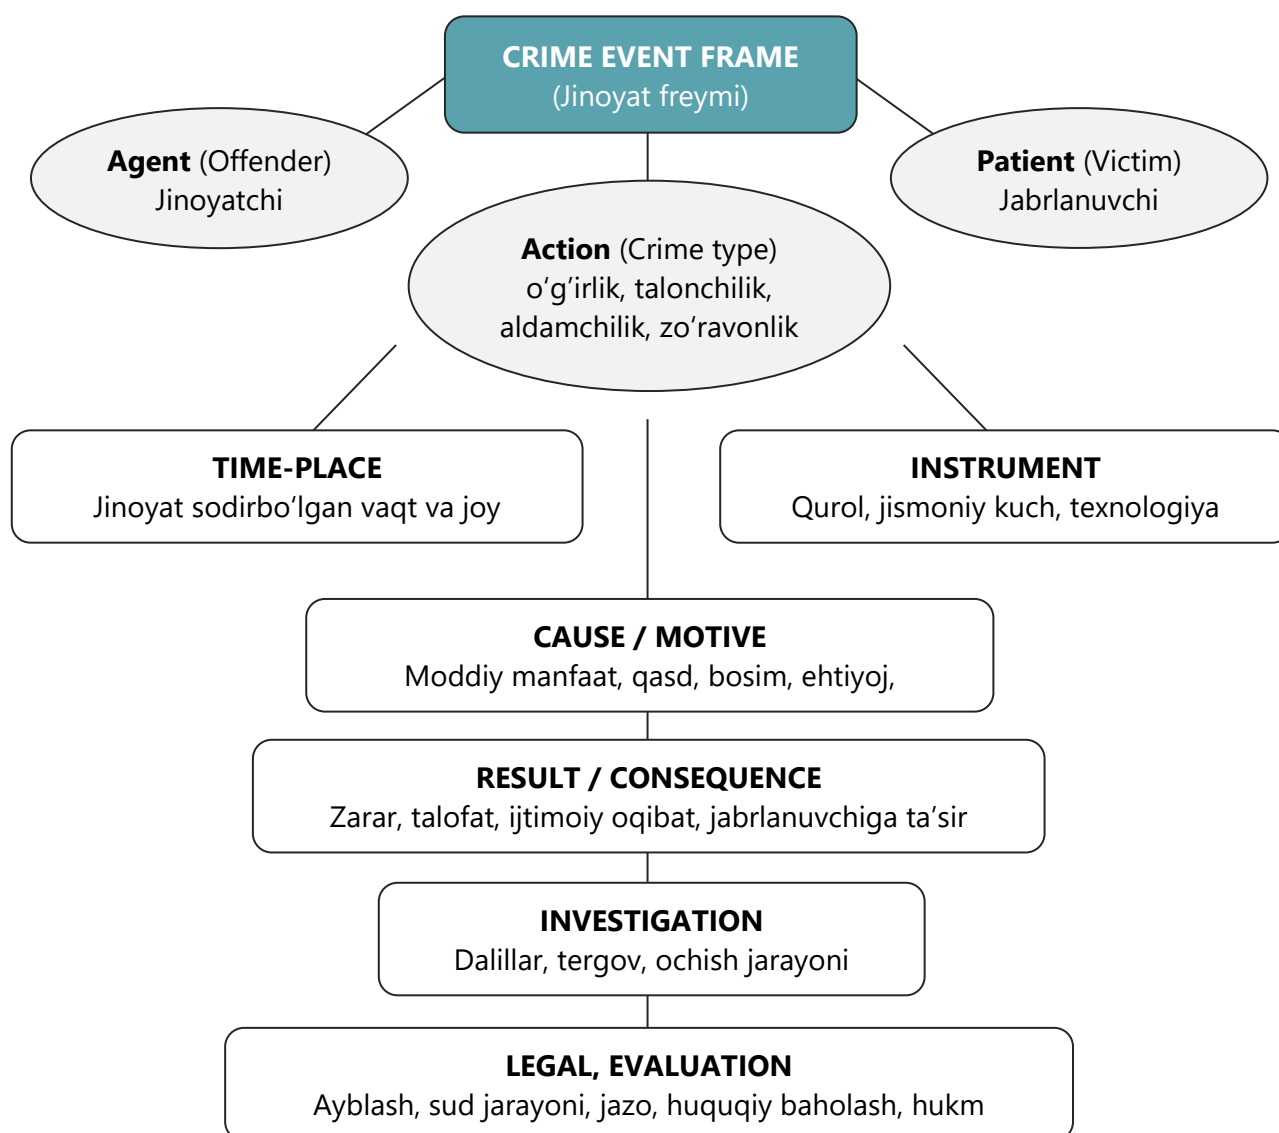 CRIME EVENT FRAME
(Jinoyat freymi)
Agent (Offender)
Jinoyatchi
Patient (Victim)
Jabrlanuvchi
Action (Crime type)
o‘g‘irlik, talonchilik,
aldamchilik, zo‘ravonlik
TIME-PLACE
Jinoyat sodirbo‘lgan vaqt va joy
INSTRUMENT
Qurol, jismoniy kuch, texnologiya
CAUSE / MOTIVE
Moddiy manfaat, qasd, bosim, ehtiyoj,
RESULT / CONSEQUENCE
Zarar, talofat, ijtimoiy oqibat, jabrlanuvchiga ta’sir
INVESTIGATION
Dalillar, tergov, ochish jarayoni
LEGAL, EVALUATION
Ayblash, sud jarayoni, jazo, huquqiy baholash, hukm